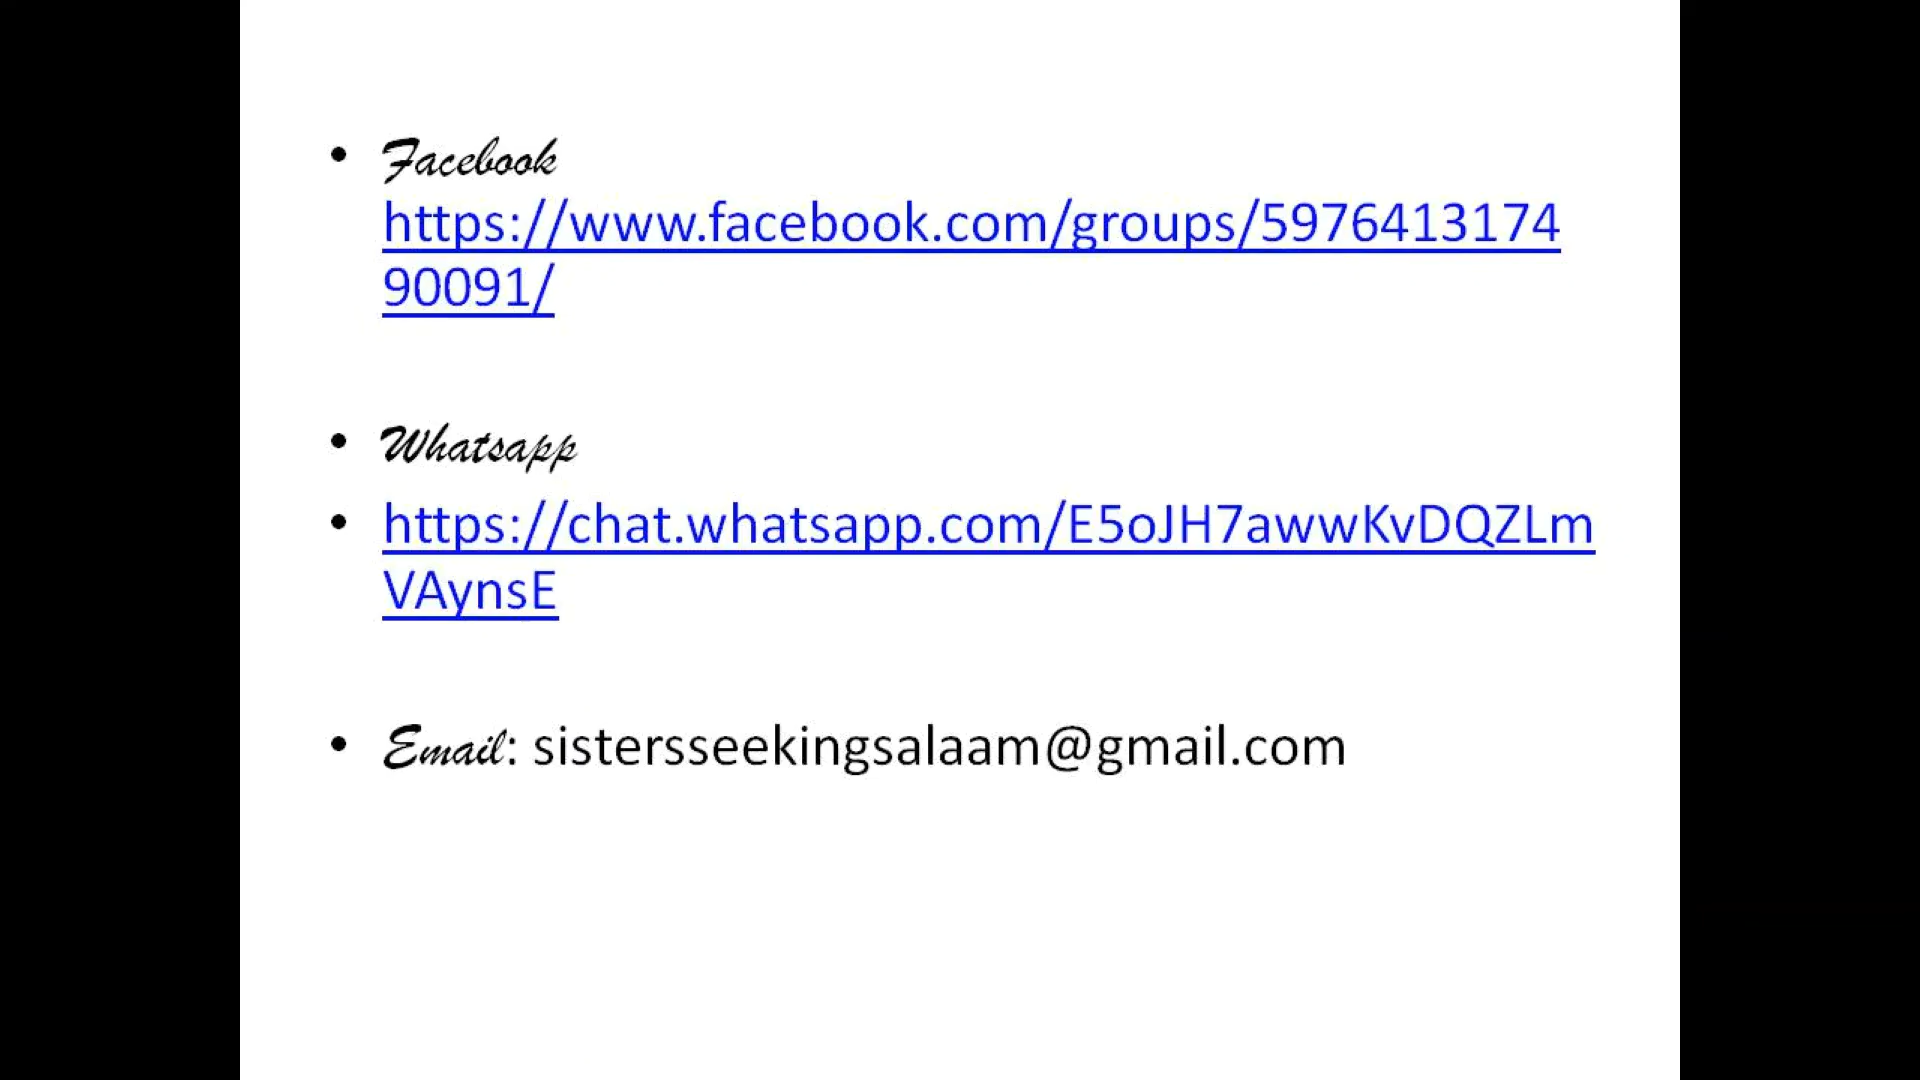 • Facebook
https://www.facebook.com/groups/5976413174
90091/
• Whatsapp
• https://chat.whatsapp.com/E5oJH7awwKvDQZLm
VAynsE
• Email: sistersseekingsalaam@gmail.com